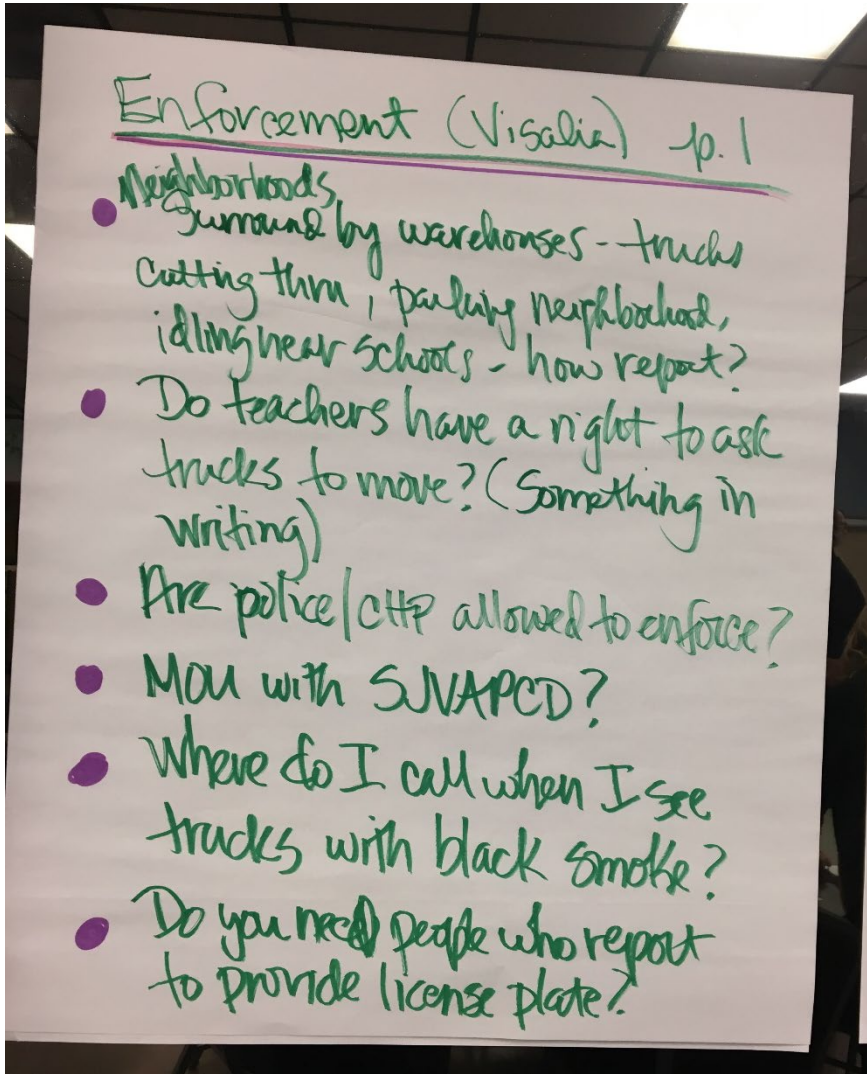 Enforcement (Visalia) p. 1
Neighborhoods
Surround by warehouses - trucks
cutting thru, parking neighborhood,
idling near schools - how report?
Do teachers have a right to ask
trucks to move? (Something in
writing)
Are police/CHP allowed to enforce?
MOU with SJVAPCD?
Where do I call when I see
trucks with black smoke?
Do you need people who report
to provide license plate?